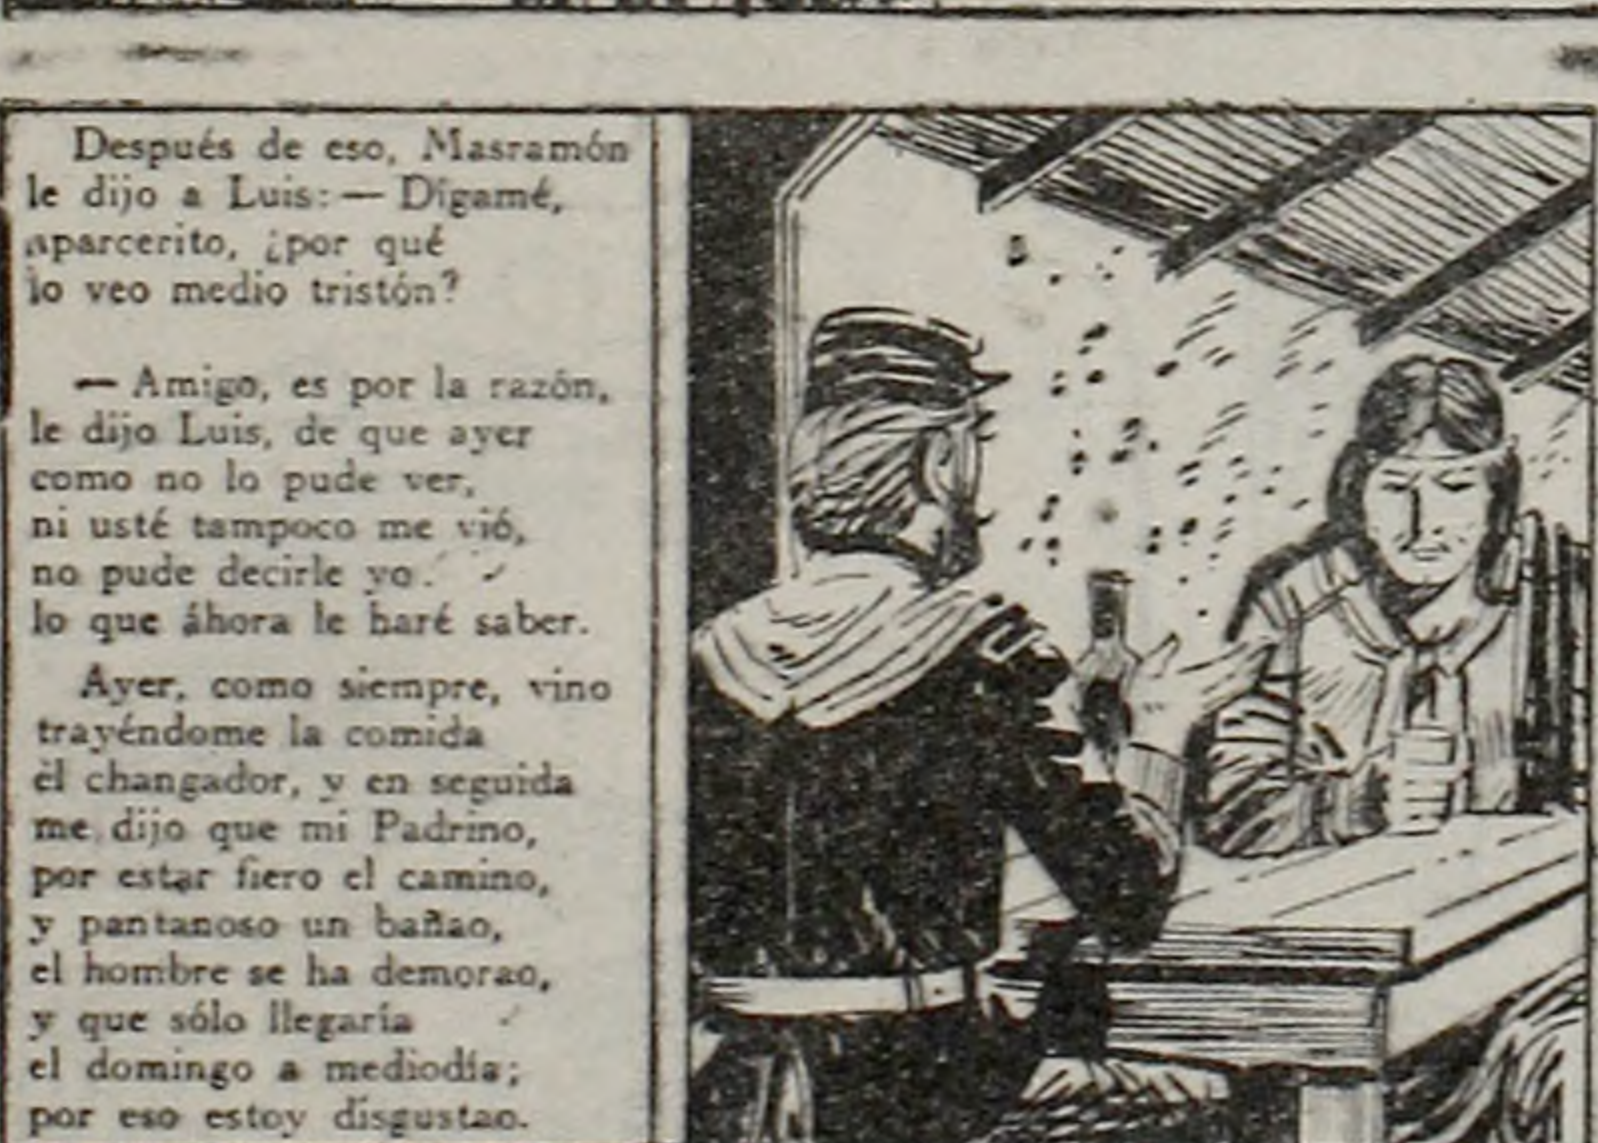 Después de eso, Masramón
le dijo a Luis: — Dígamé,
aparcerito, ¿por qué
lo veo medio tristón?
— Amigo, es por la razón,
le dijo Luis, de que ayer
como no lo pude ver,
ni usté tampoco me vió,
no pude decirle yo
lo que áhora le haré saber.
Ayer, como siempre, vino
trayéndome la comida
el changador, y en seguida
me dijo que mi Padrino,
por estar fiero el camino,
y pantanoso un bañao,
el hombre se ha demorao,
y que sólo llegaría
el domingo a mediodía;
por eso estoy disgustao.